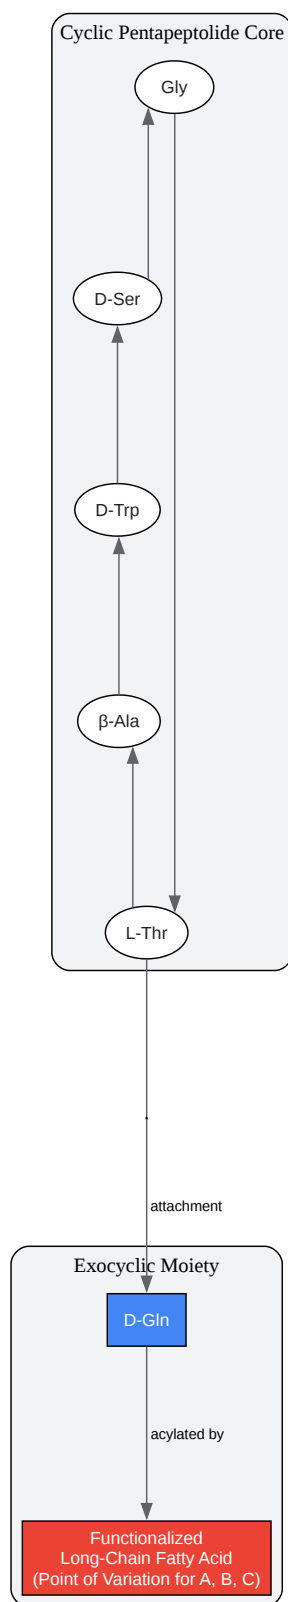 Cyclic Pentapeptolide Core
Gly
D-Ser
D-Trp
β-Ala
L-Thr
attachment
Exocyclic Moiety
D-Gln
acylated by
Functionalized
Long-Chain Fatty Acid
(Point of Variation for A, B, C)